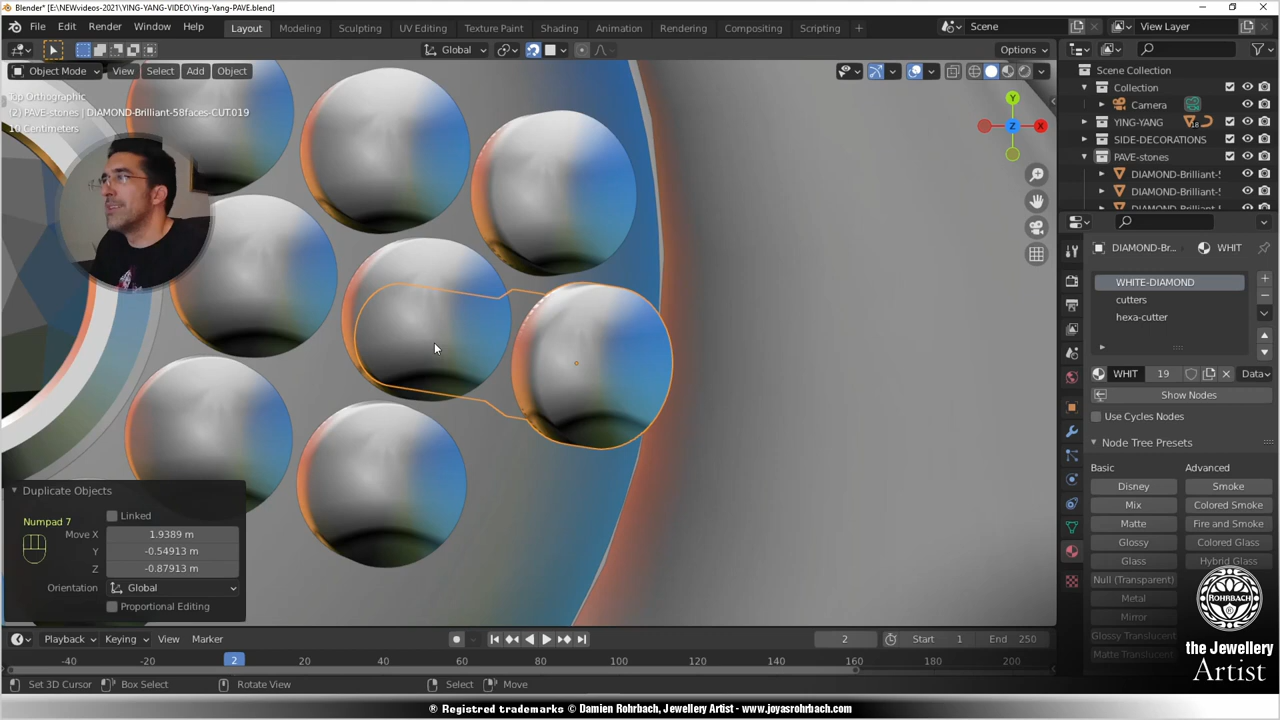 Blender* [E:\NEWvideos-2021\YING-YANG-VIDEO\Ying-Yang-PAVE.blend]
File Edit Render Window Help Layout Modeling Sculpting UV Editing Texture Paint Shading Animation Rendering Compositing Scripting + Scene View Layer
Global Options
Object Mode View Select Add Object
Top Orthographic
(2) PAVE-stones | DIAMOND-Brilliant-58faces-CUT.019
10 Centimeters
Y
Z X
Scene Collection
Collection
Camera
YING-YANG
SIDE-DECORATIONS
PAVE-stones
DIAMOND-Brilliant-
DIAMOND-Brilliant-
DIAMOND-Br... WHIT
WHITE-DIAMOND
cutters
hexa-cutter
WHIT 19 Data
Show Nodes
Use Cycles Nodes
Node Tree Presets
Basic Advanced
Disney Smoke
Mix Colored Smoke
Matte Fire and Smoke
Glossy Colored Glass
Glass Hybrid Glass
Null (Transparent)
Metal
Mirror
Glossy Translucent
Matte Translucent
Duplicate Objects
Numpad 7
Linked
Move X 1.9389 m
Y -0.54913 m
Z -0.87913 m
Orientation Global
Proportional Editing
Playback Keying View Marker 2 Start 1 End 250
-40 -20 2 20 40 60 80 100 120 140 160 180 200
Set 3D Cursor Box Select Rotate View Select Move
ROHRBACH
the Jewellery
Artist
® Registered trademarks © Damien Rohrbach, Jewellery Artist - www.joyasrohrbach.com